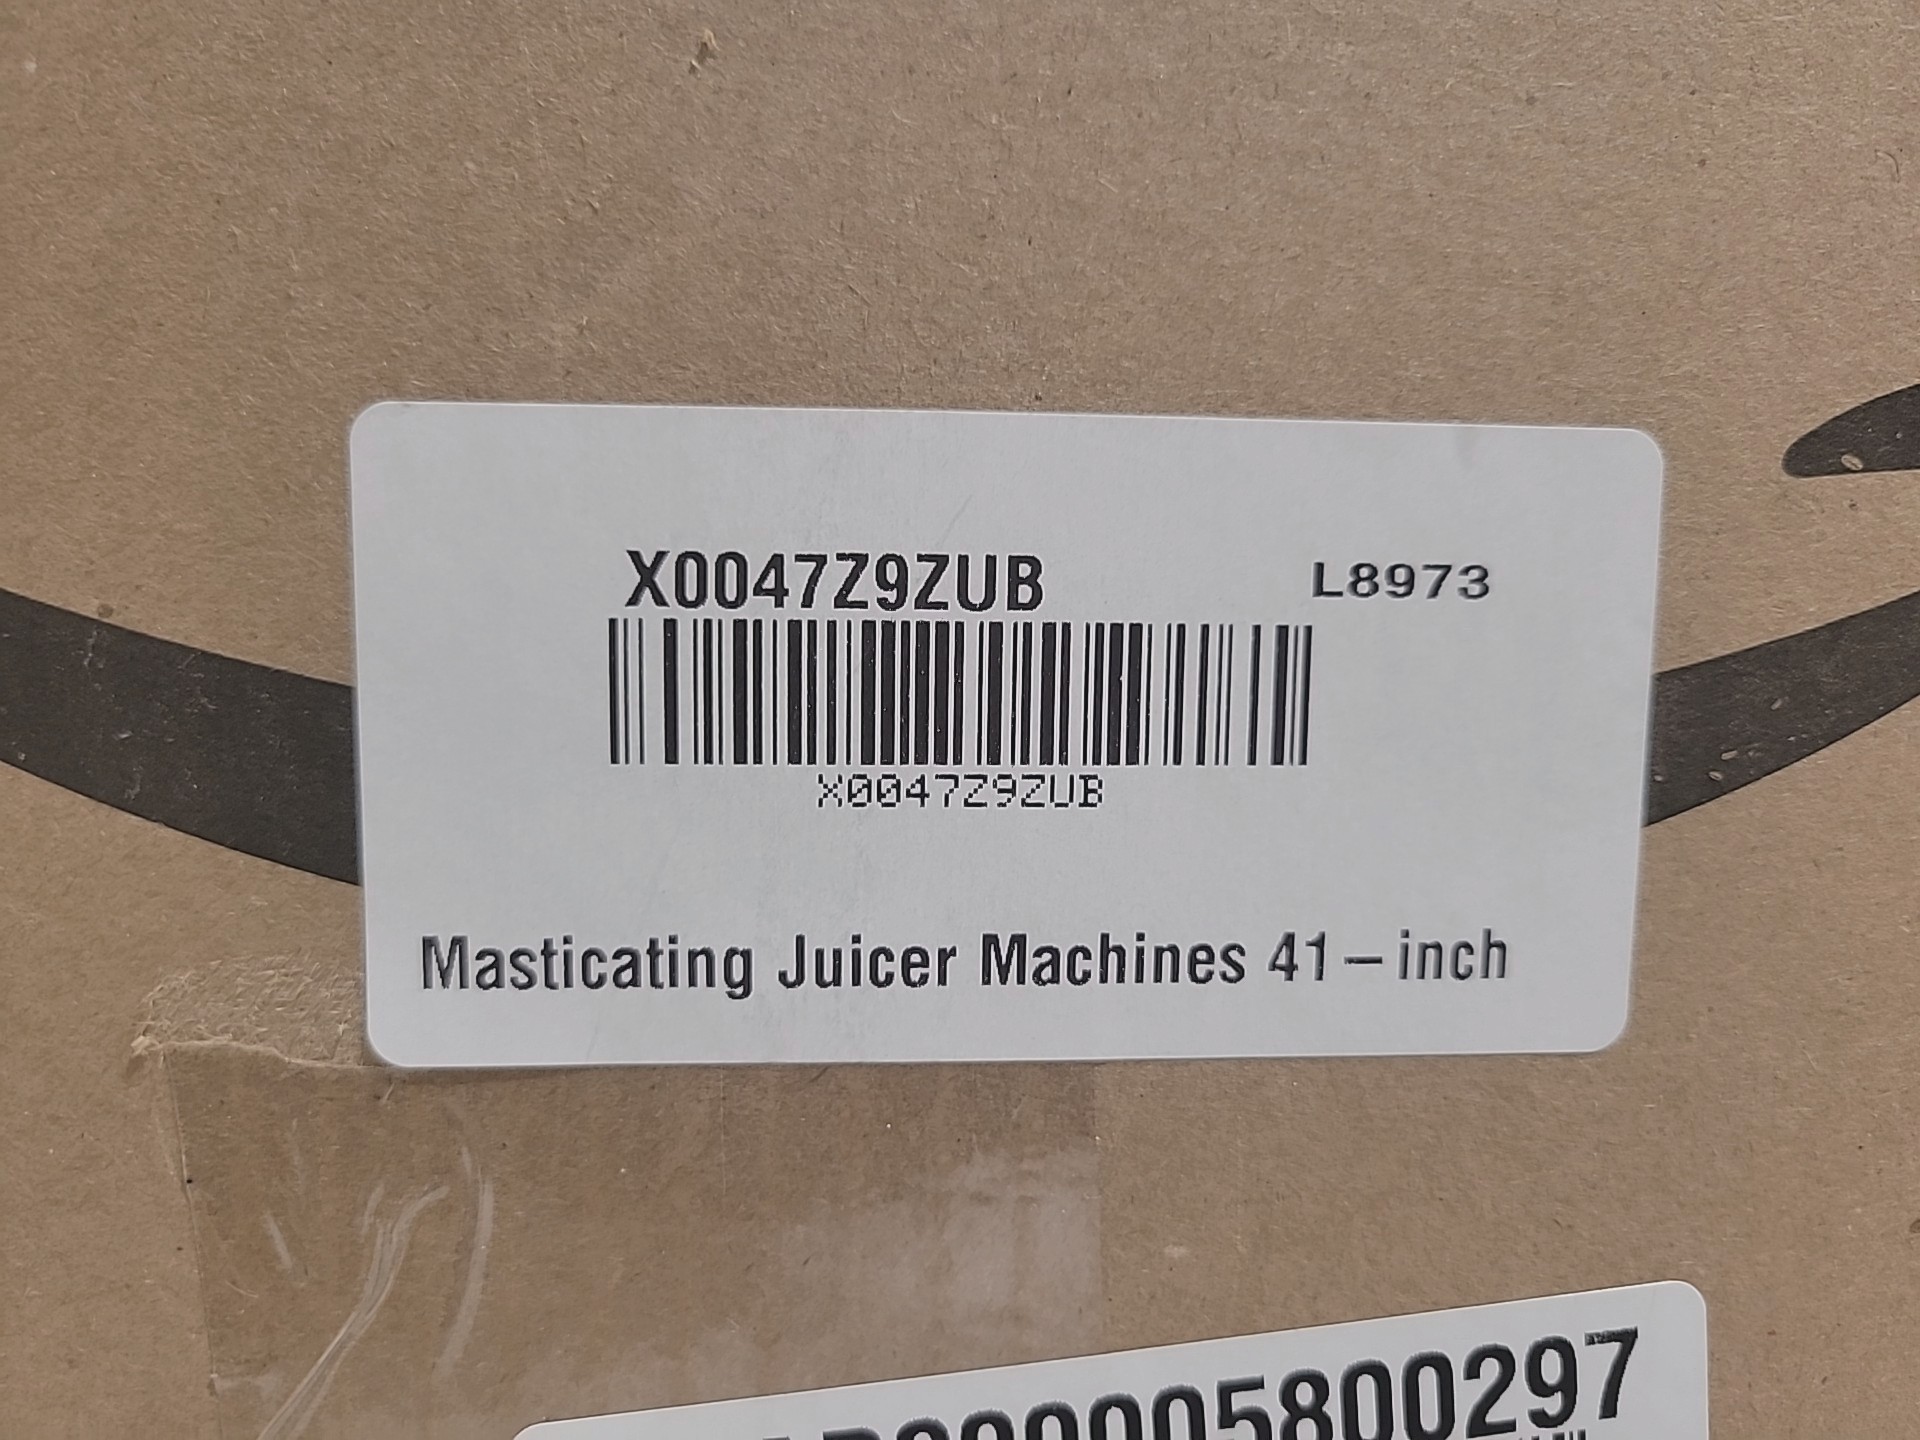 X0047Z9ZUB L8973
X0047Z9ZUB
Masticating Juicer Machines 41-inch